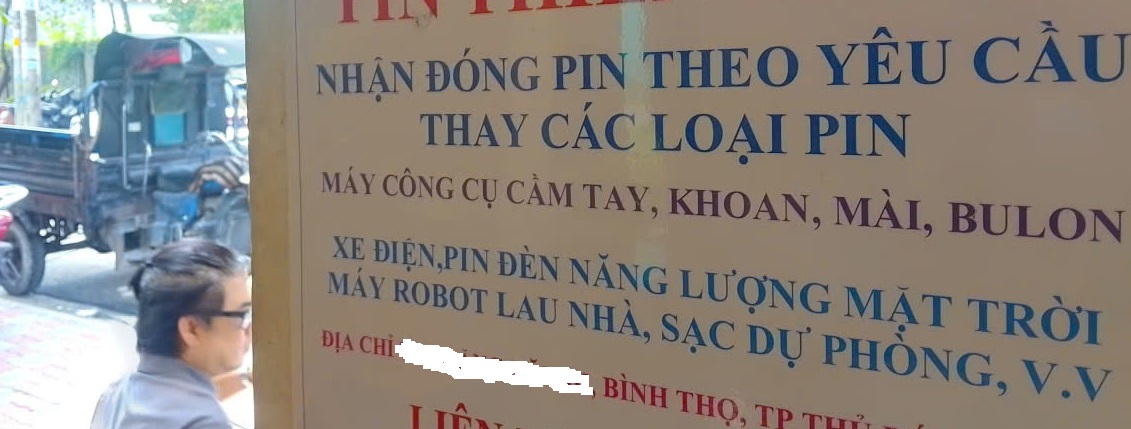 NHẬN ĐÓNG PIN THEO YÊU CẦU
THAY CÁC LOẠI PIN
MÁY CÔNG CỤ CẦM TAY, KHOAN, MÀI, BULON
XE ĐIỆN,PIN ĐÈN NĂNG LƯỢNG MẶT TRỜI
MÁY ROBOT LAU NHÀ, SẠC DỰ PHÒNG, V.V
ĐỊA CHỈ , BÌNH THỌ, TP THỦ